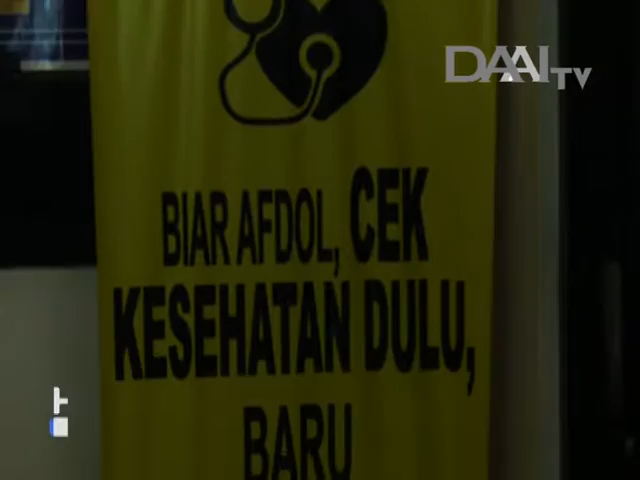 DAAI TV
BIAR AFDOL, CEK
KESEHATAN DULU,
BARU